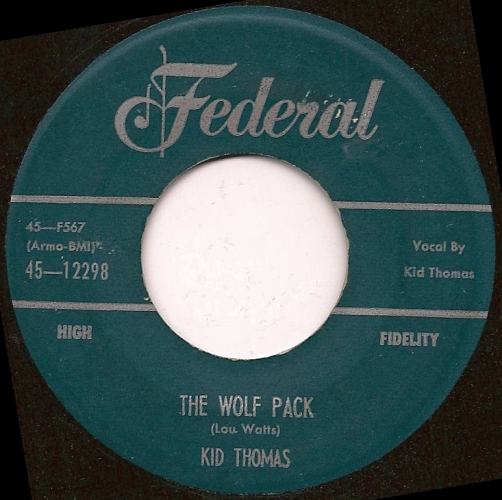 Federal
45—F567
(Armo-BMI)
45—12298
Vocal By
Kid Thomas
HIGH FIDELITY
THE WOLF PACK
(Lou Watts)
KID THOMAS